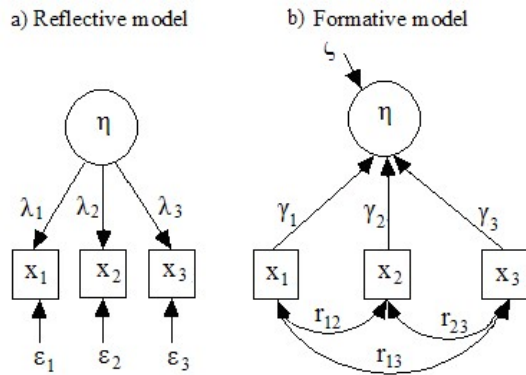 a) Reflective model
η
λ1 λ2 λ3
x1 x2 x3
ε1 ε2 ε3
b) Formative model
ς
η
γ1 γ2 γ3
x1 x2 x3
r12 r23
r13